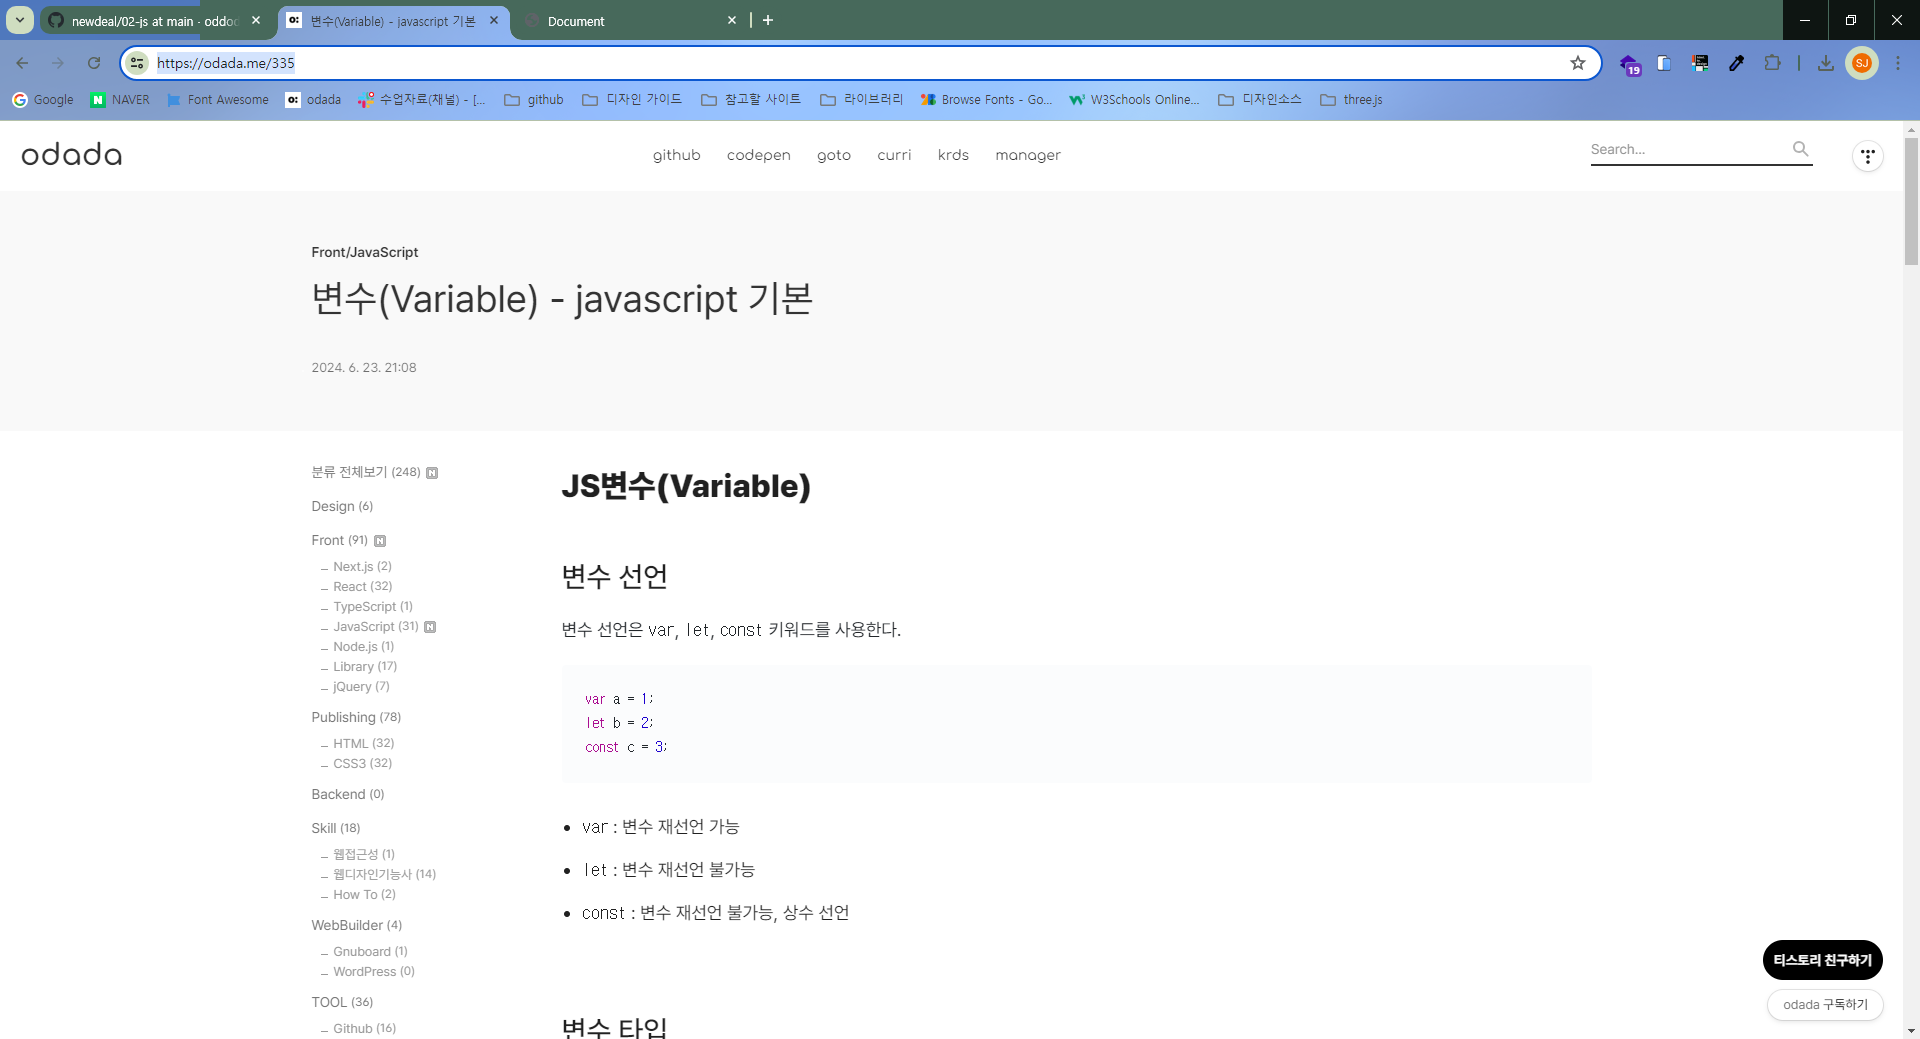 newdeal/02-js at main · oddod
변수(Variable) - javascript 기본
Document
https://odada.me/335
19
SJ
Google
NAVER
Font Awesome
odada
수업자료(채널) - [...
github
디자인 가이드
참고할 사이트
라이브러리
Browse Fonts - Go...
W3Schools Online...
디자인소스
three.js
odada
github
codepen
goto
curri
krds
manager
Search...
Front/JavaScript
변수(Variable) - javascript 기본
2024. 6. 23. 21:08
분류 전체보기 (248) N
Design (6)
Front (91) N
Next.js (2)
React (32)
TypeScript (1)
JavaScript (31) N
Node.js (1)
Library (17)
jQuery (7)
Publishing (78)
HTML (32)
CSS3 (32)
Backend (0)
Skill (18)
웹접근성 (1)
웹디자인기능사 (14)
How To (2)
WebBuilder (4)
Gnuboard (1)
WordPress (0)
TOOL (36)
Github (16)
JS변수(Variable)
변수 선언
변수 선언은 var, let, const 키워드를 사용한다.
var a = 1;
let b = 2;
const c = 3;
• var : 변수 재선언 가능
• let : 변수 재선언 불가능
• const : 변수 재선언 불가능, 상수 선언
변수 타입
티스토리 친구하기
odada 구독하기